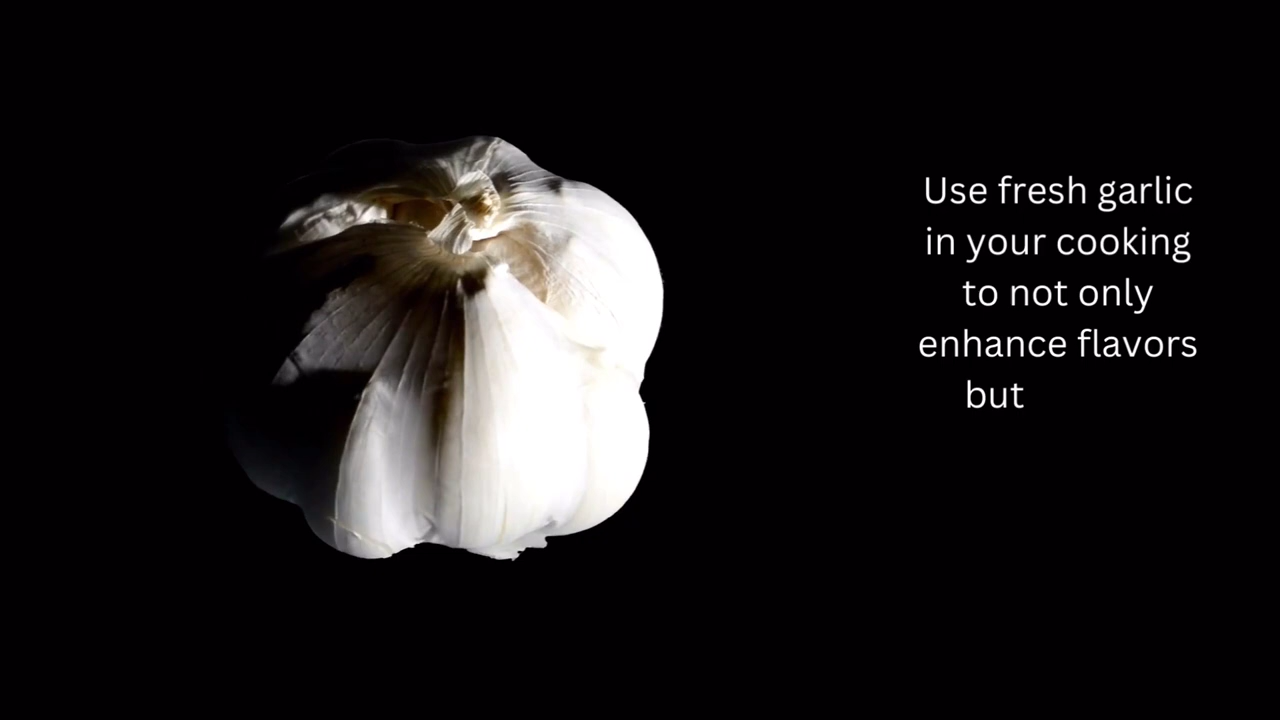 Use fresh garlic
in your cooking
to not only
enhance flavors
but